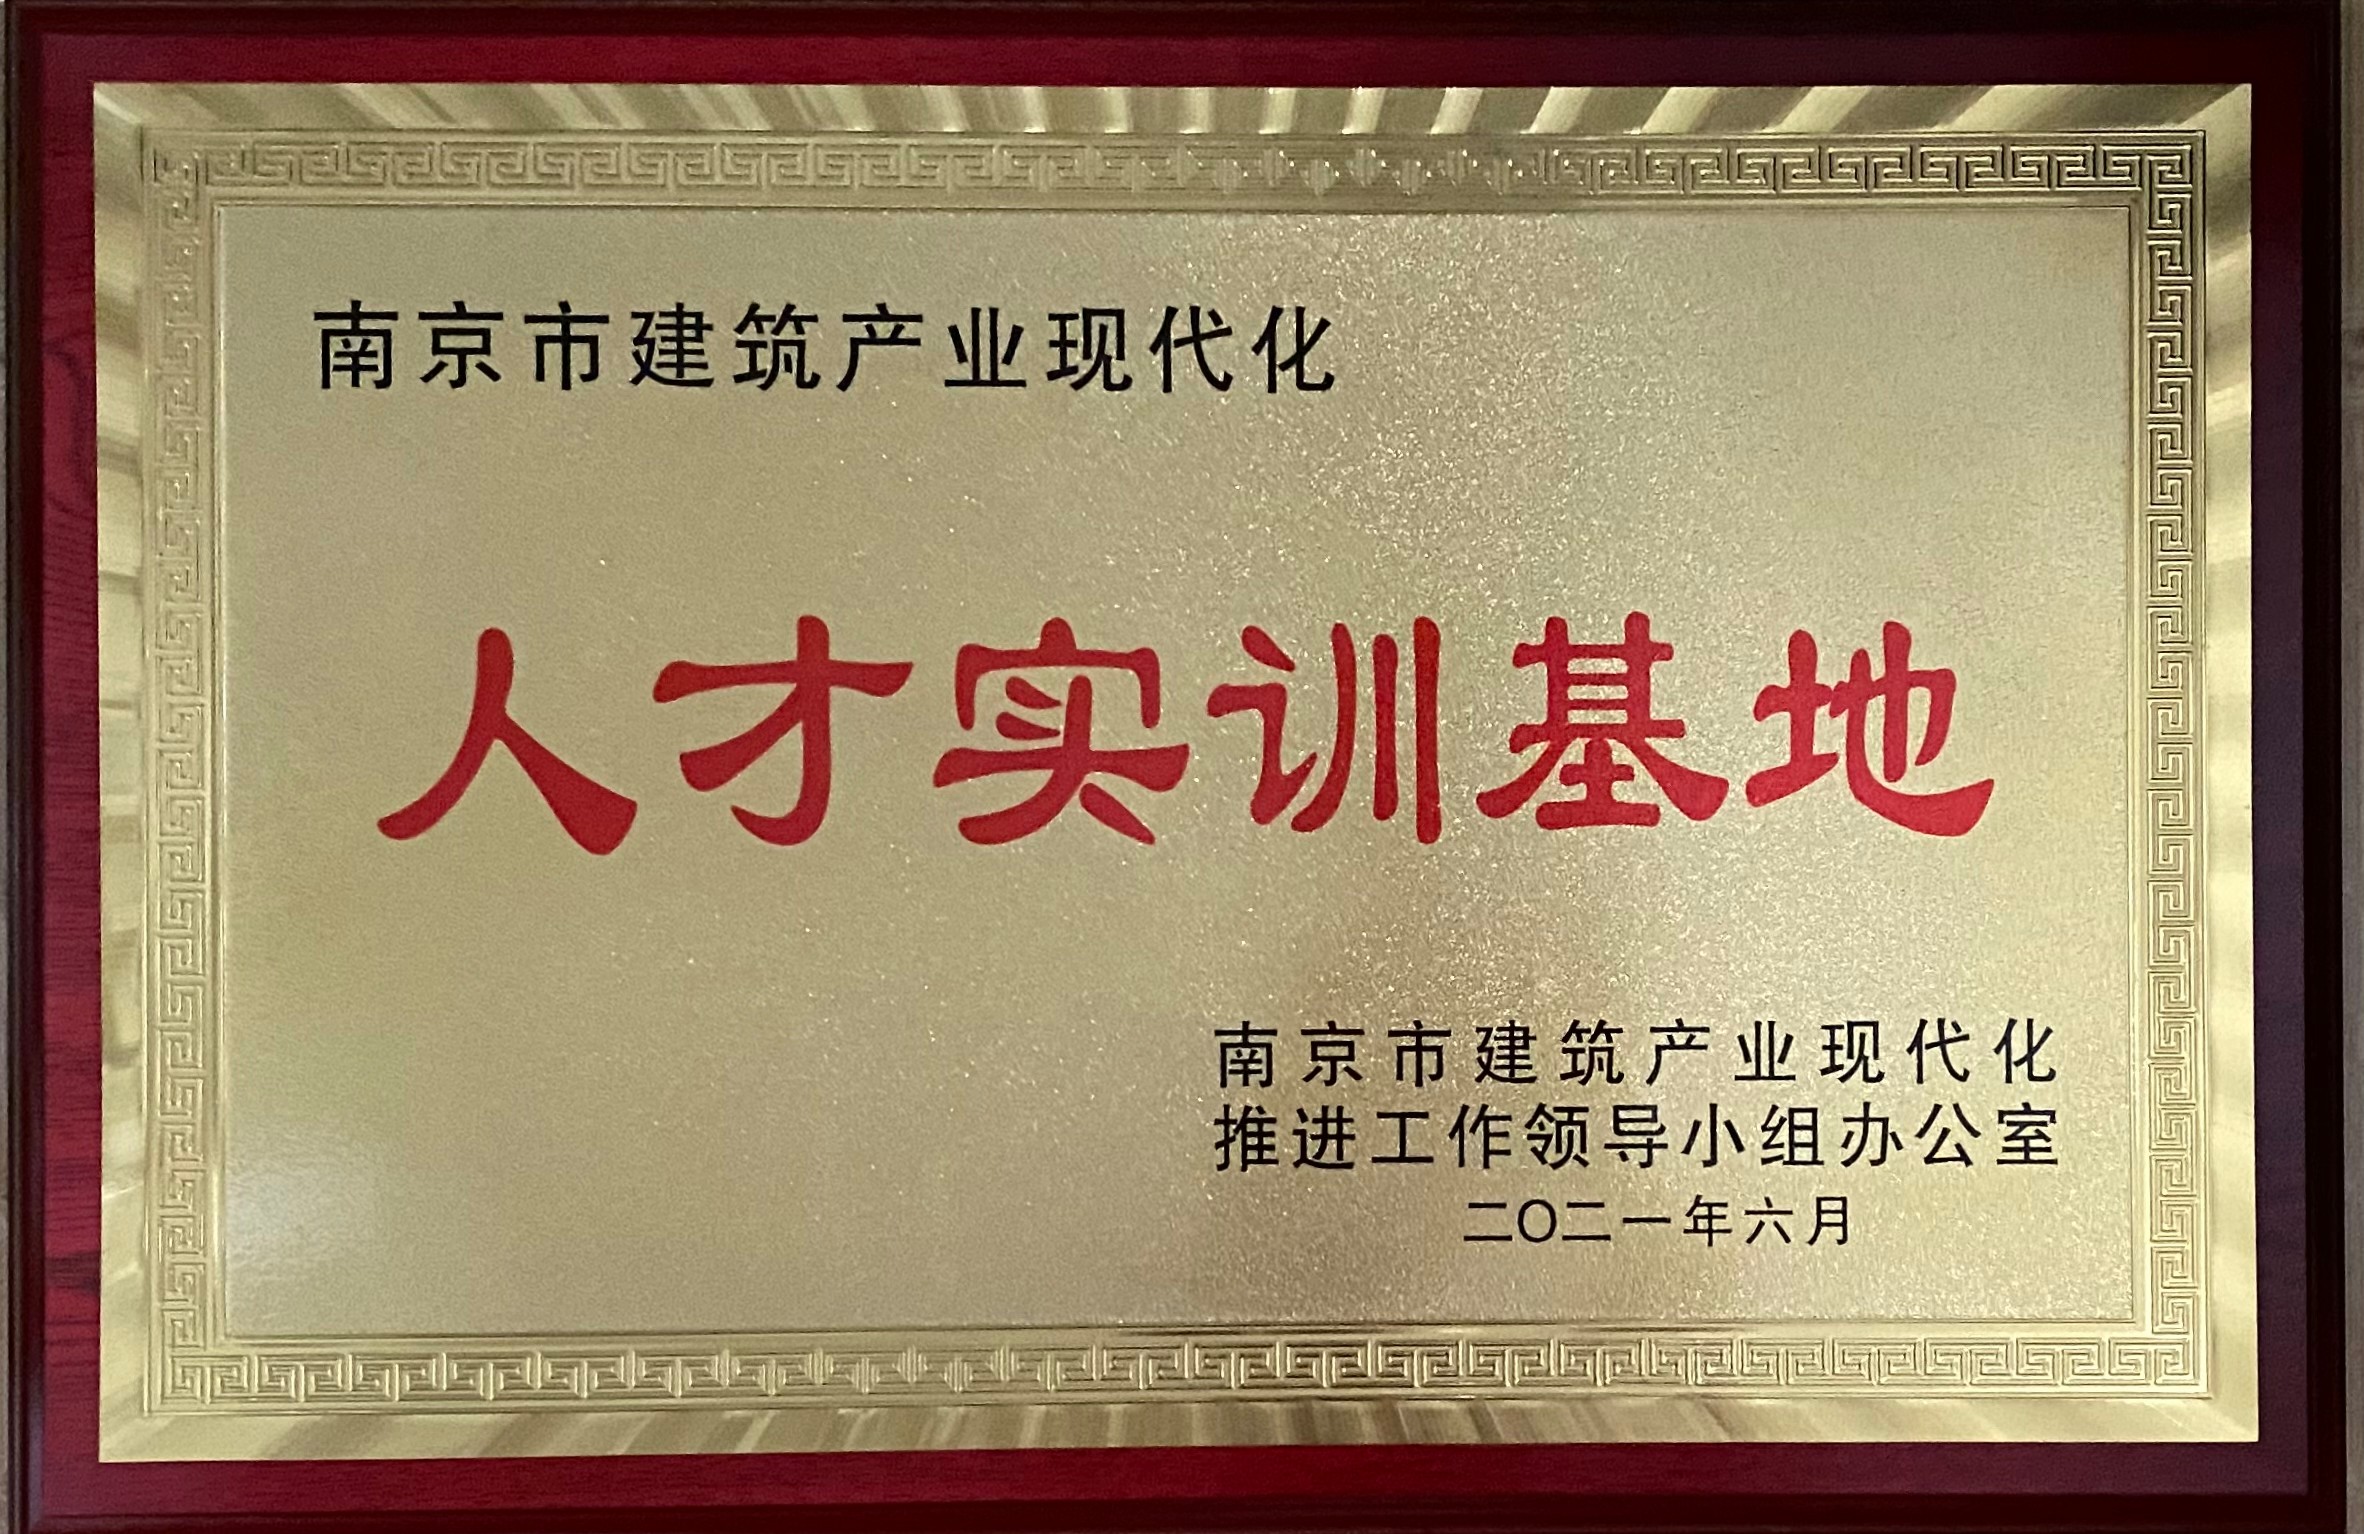 南京市建筑产业现代化
人才实训基地
南京市建筑产业现代化
推进工作领导小组办公室
二〇二一年六月